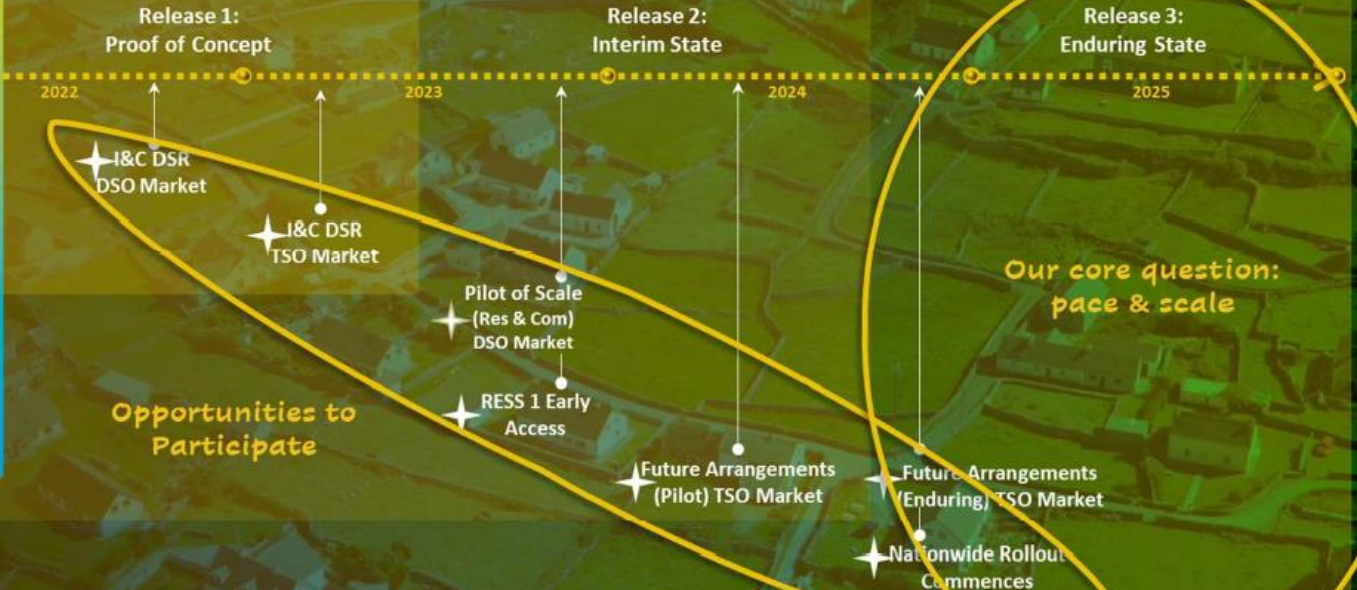 Release 1:
Proof of Concept
Release 2:
Interim State
Release 3:
Enduring State
2022
2023
2024
2025
I&C DSR
DSO Market
I&C DSR
TSO Market
Pilot of Scale
(Res & Com)
DSO Market
RESS 1 Early
Access
Future Arrangements
(Pilot) TSO Market
Future Arrangements
(Enduring) TSO Market
Nationwide Rollout
Commences
Opportunities to
Participate
Our core question:
pace & scale